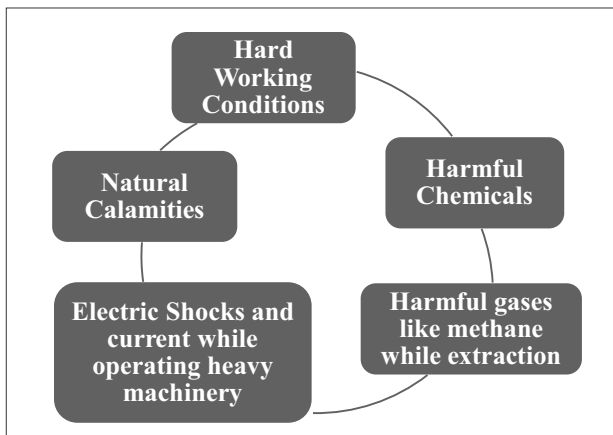 Hard
Working
Conditions
Harmful
Chemicals
Harmful gases
like methane
while extraction
Electric Shocks and
current while
operating heavy
machinery
Natural
Calamities